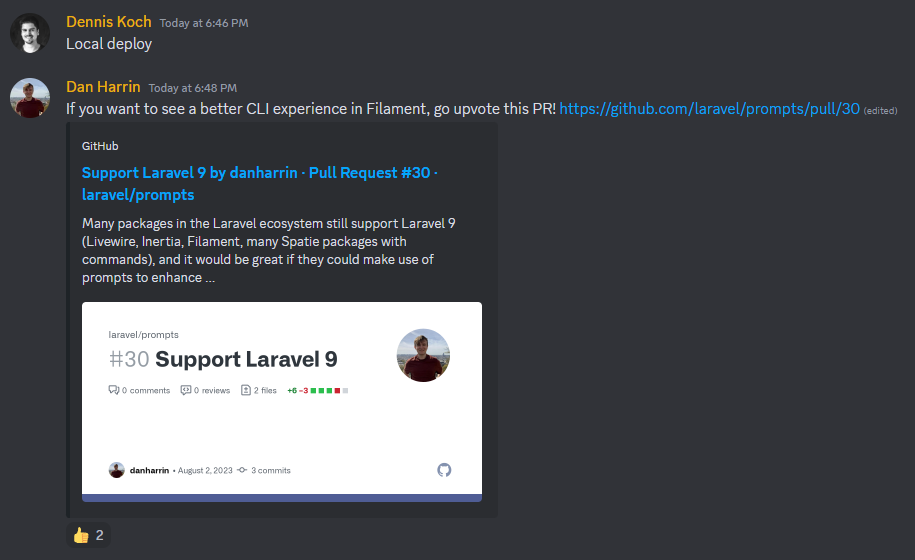 Dennis Koch Today at 6:46 PM
Local deploy
Dan Harrin Today at 6:48 PM
If you want to see a better CLI experience in Filament, go upvote this PR! https://github.com/laravel/prompts/pull/30 (edited)
GitHub
Support Laravel 9 by danharrin · Pull Request #30 ·
laravel/prompts
Many packages in the Laravel ecosystem still support Laravel 9
(Livewire, Inertia, Filament, many Spatie packages with
commands), and it would be great if they could make use of
prompts to enhance ...
laravel/prompts
#30 Support Laravel 9
0 comments 0 reviews 2 files +6 −3
danharrin • August 2, 2023 3 commits
2